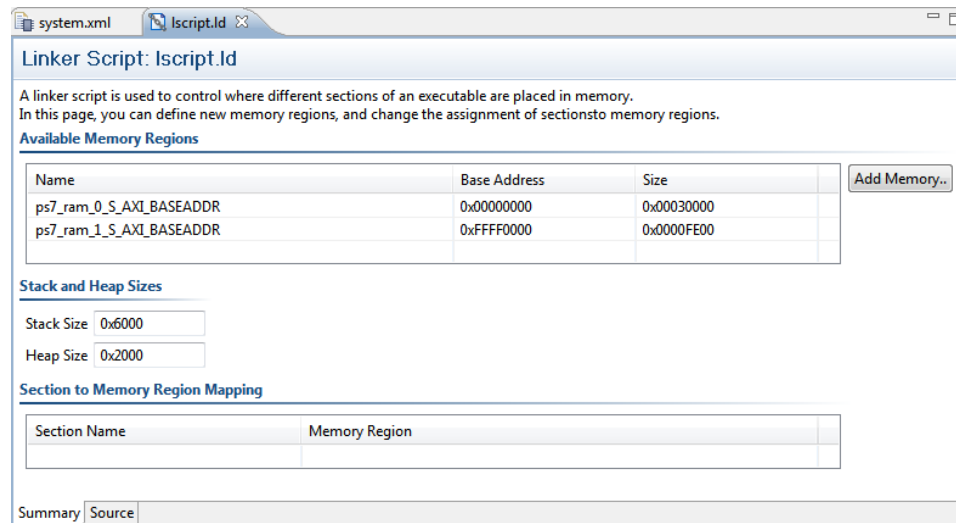 system.xml lscript.ld
Linker Script: lscript.ld
A linker script is used to control where different sections of an executable are placed in memory.
In this page, you can define new memory regions, and change the assignment of sectionsto memory regions.
Available Memory Regions
Name Base Address Size Add Memory..
ps7_ram_0_S_AXI_BASEADDR 0x00000000 0x00030000
ps7_ram_1_S_AXI_BASEADDR 0xFFFF0000 0x0000FE00
Stack and Heap Sizes
Stack Size 0x6000
Heap Size 0x2000
Section to Memory Region Mapping
Section Name Memory Region
Summary Source